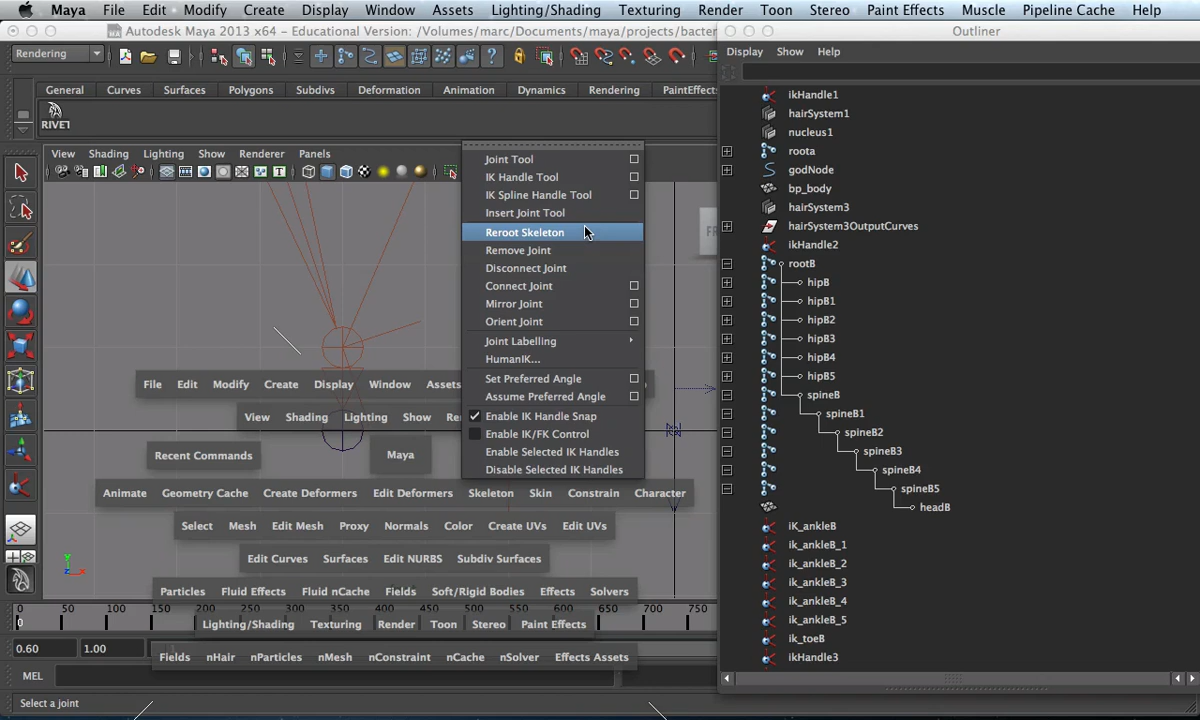 Maya File Edit Modify Create Display Window Assets Lighting/Shading Texturing Render Toon Stereo Paint Effects Muscle Pipeline Cache Help
Autodesk Maya 2013 x64 - Educational Version: /Volumes/marc/Documents/maya/projects/bacter
Outliner
Rendering
Display Show Help
General Curves Surfaces Polygons Subdivs Deformation Animation Dynamics Rendering PaintEffects
RIVET
View Shading Lighting Show Renderer Panels
Joint Tool
IK Handle Tool
IK Spline Handle Tool
Insert Joint Tool
Reroot Skeleton
Remove Joint
Disconnect Joint
Connect Joint
Mirror Joint
Orient Joint
Joint Labelling
HumanIK...
Set Preferred Angle
Assume Preferred Angle
Enable IK Handle Snap
Enable IK/FK Control
Enable Selected IK Handles
Disable Selected IK Handles
FR
File Edit Modify Create Display Window Assets
View Shading Lighting Show Re
Recent Commands
Maya
Animate Geometry Cache Create Deformers Edit Deformers Skeleton Skin Constrain Character
Select Mesh Edit Mesh Proxy Normals Color Create UVs Edit UVs
Edit Curves Surfaces Edit NURBS Subdiv Surfaces
Particles Fluid Effects Fluid nCache Fields Soft/Rigid Bodies Effects Solvers
Lighting/Shading Texturing Render Toon Stereo Paint Effects
Fields nHair nParticles nMesh nConstraint nCache nSolver Effects Assets
y
0 50 100 150 200 250 300 350 400 450 500 550 600 650 700 750
0
0.60 1.00
MEL
Select a joint
ikHandle1
hairSystem1
nucleus1
roota
godNode
bp_body
hairSystem3
hairSystem3OutputCurves
ikHandle2
rootB
hipB
hipB1
hipB2
hipB3
hipB4
hipB5
spineB
spineB1
spineB2
spineB3
spineB4
spineB5
headB
iK_ankleB
ik_ankleB_1
ik_ankleB_2
ik_ankleB_3
ik_ankleB_4
ik_ankleB_5
ik_toeB
ikHandle3